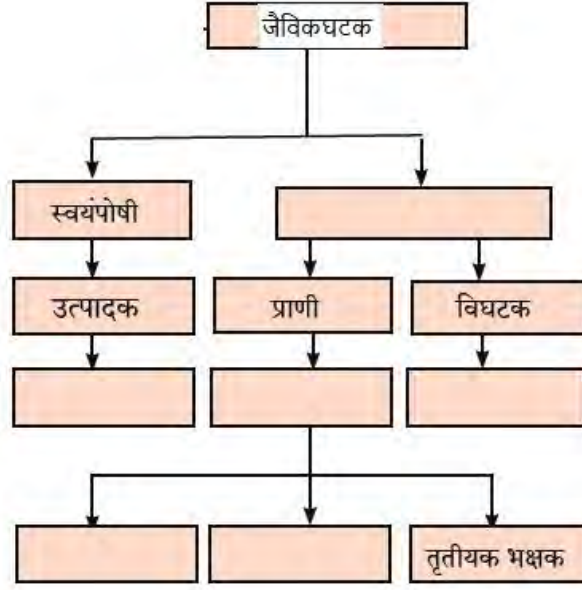 जैविकघटक
स्वयंपोषी
उत्पादक
प्राणी
विघटक
तृतीयक भक्षक